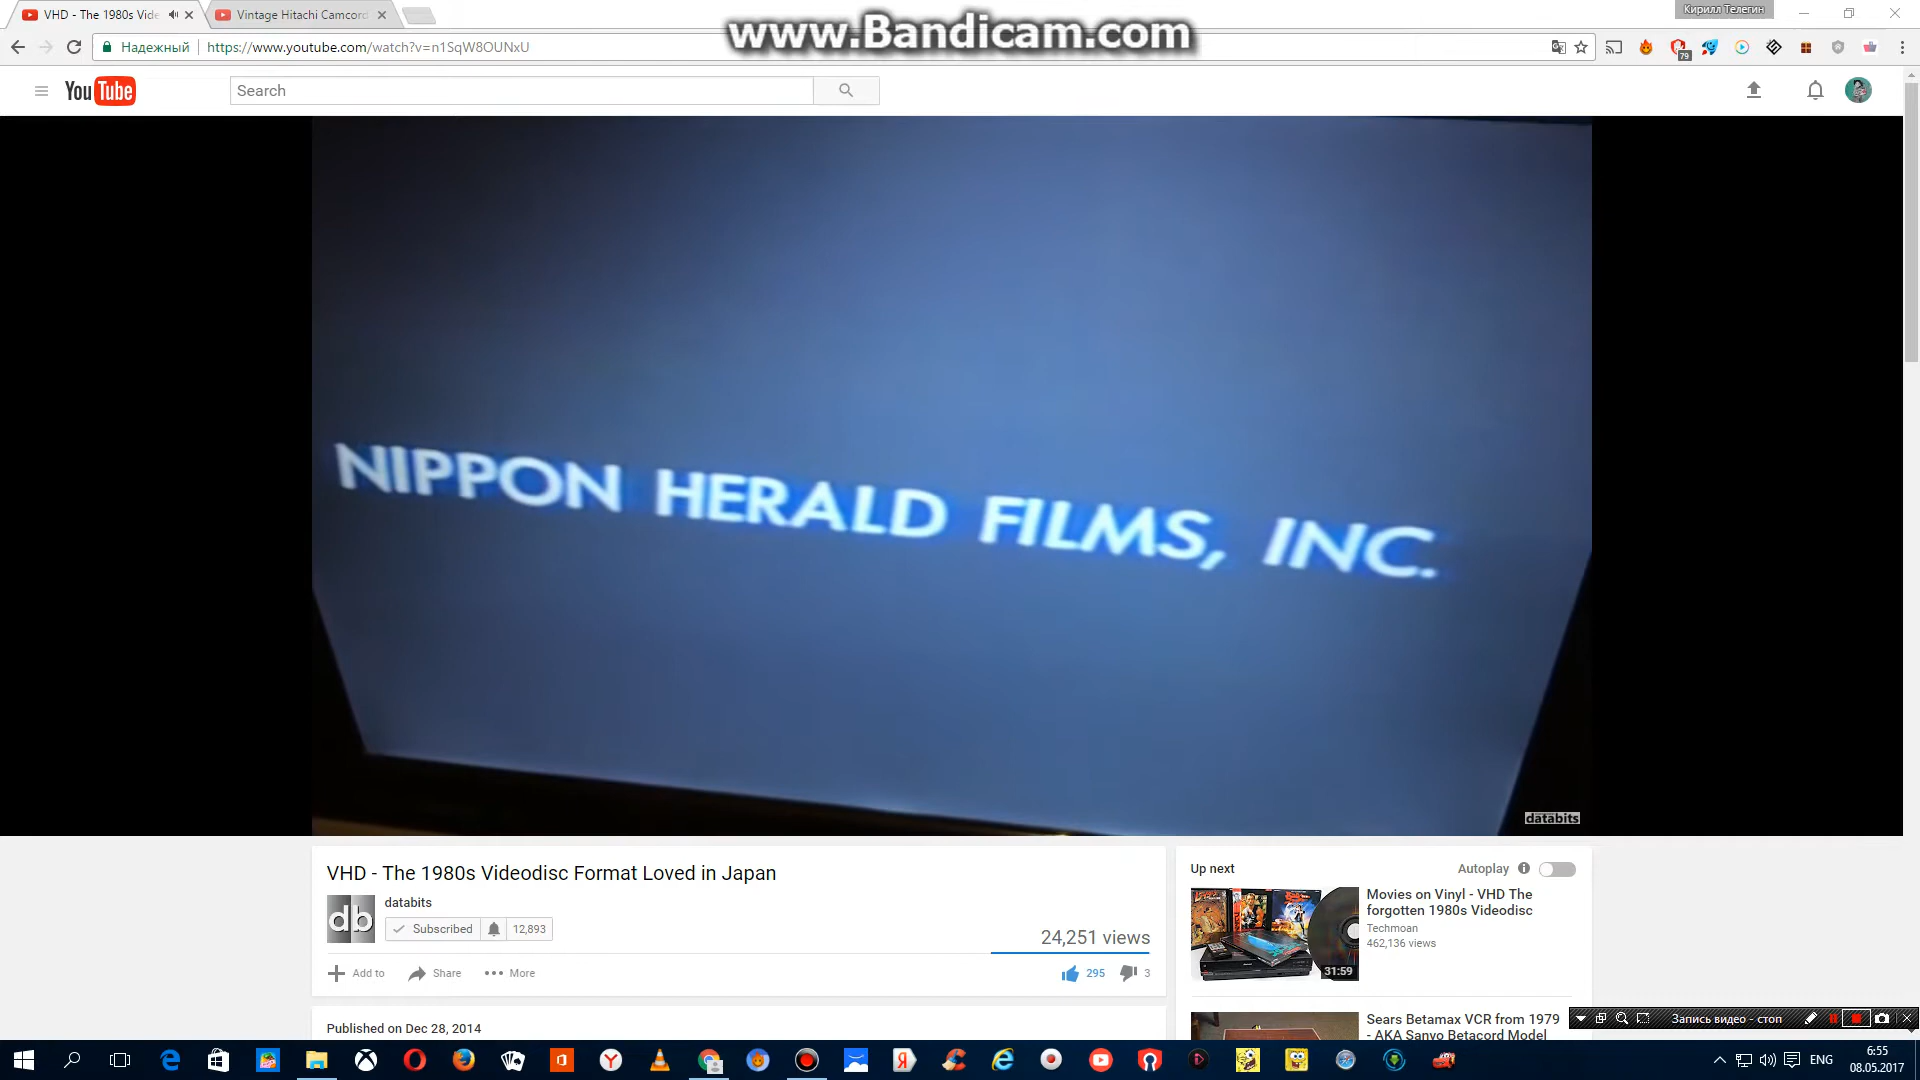 VHD - The 1980s Vide
Vintage Hitachi Camcord
www.Bandicam.com
Кирилл Телегин
Надежный
https://www.youtube.com/watch?v=n1SqW8OUNxU
79
YouTube
Search
NIPPON HERALD FILMS, INC.
databits
VHD - The 1980s Videodisc Format Loved in Japan
db
databits
Subscribed
12,893
24,251 views
Add to
Share
More
295
3
Published on Dec 28, 2014
Up next
Autoplay
Movies on Vinyl - VHD The
forgotten 1980s Videodisc
Techmoan
462,136 views
31:59
Sears Betamax VCR from 1979
- AKA Sanyo Betacord Model
Запись видео - стоп
ENG
6:55
08.05.2017